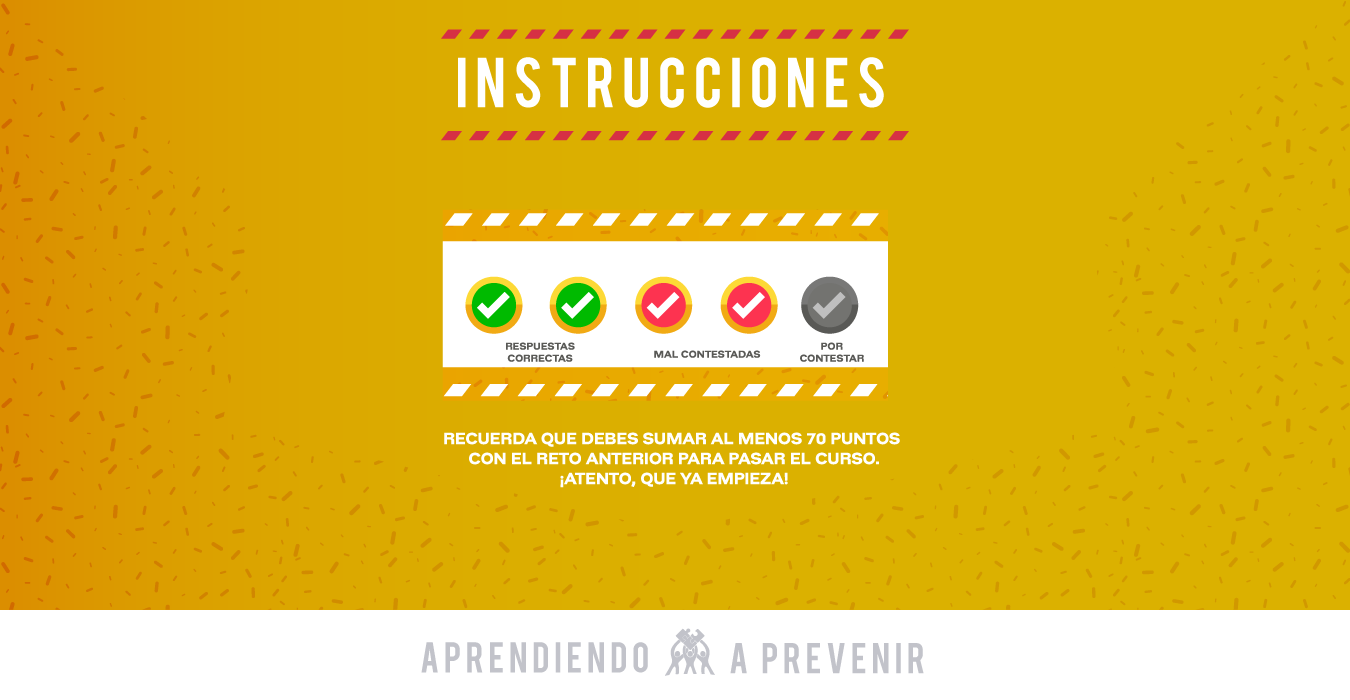 INSTRUCCIONES
RESPUESTAS
CORRECTAS
MAL CONTESTADAS
POR
CONTESTAR
RECUERDA QUE DEBES SUMAR AL MENOS 70 PUNTOS
CON EL RETO ANTERIOR PARA PASAR EL CURSO.
¡ATENTO, QUE YA EMPIEZA!
APRENDIENDO A PREVENIR